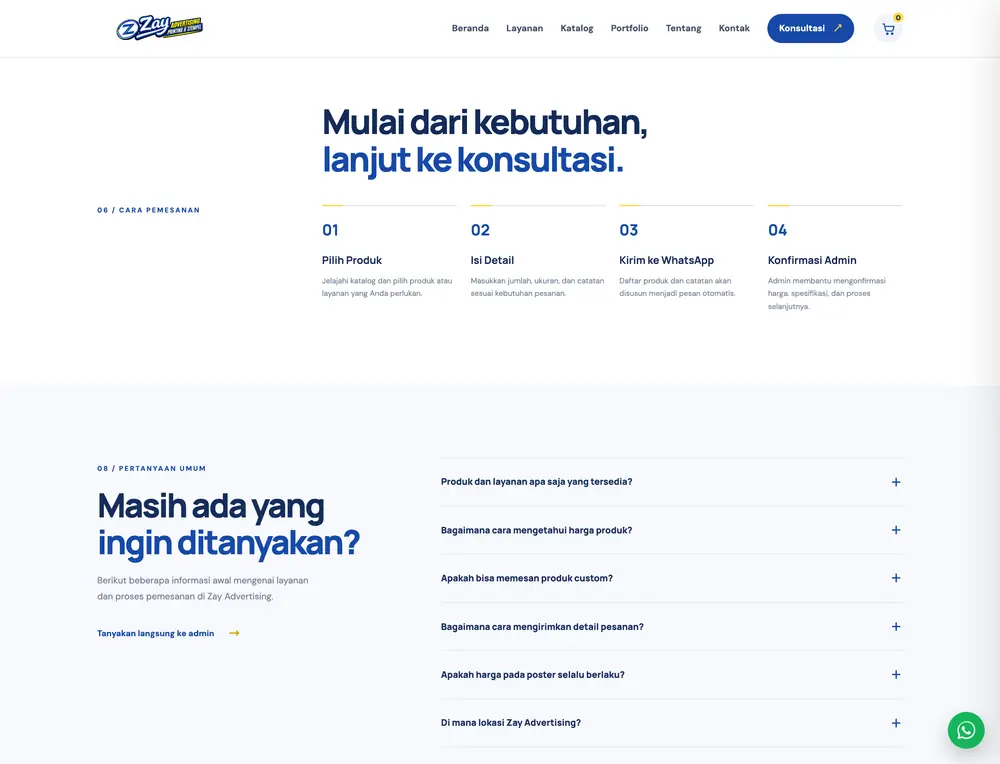 Zay ADVERTISING
PRINTING & STEMPEL
Beranda
Layanan
Katalog
Portfolio
Tentang
Kontak
Konsultasi
0
Mulai dari kebutuhan,
lanjut ke konsultasi.
06 / CARA PEMESANAN
01
Pilih Produk
Jelajahi katalog dan pilih produk atau
layanan yang Anda perlukan.
02
Isi Detail
Masukkan jumlah, ukuran, dan catatan
sesuai kebutuhan pesanan.
03
Kirim ke WhatsApp
Daftar produk dan catatan akan
disusun menjadi pesan otomatis.
04
Konfirmasi Admin
Admin membantu mengonfirmasi
harga, spesifikasi, dan proses
selanjutnya.
08 / PERTANYAAN UMUM
Masih ada yang
ingin ditanyakan?
Berikut beberapa informasi awal mengenai layanan
dan proses pemesanan di Zay Advertising.
Tanyakan langsung ke admin
Produk dan layanan apa saja yang tersedia?
Bagaimana cara mengetahui harga produk?
Apakah bisa memesan produk custom?
Bagaimana cara mengirimkan detail pesanan?
Apakah harga pada poster selalu berlaku?
Di mana lokasi Zay Advertising?